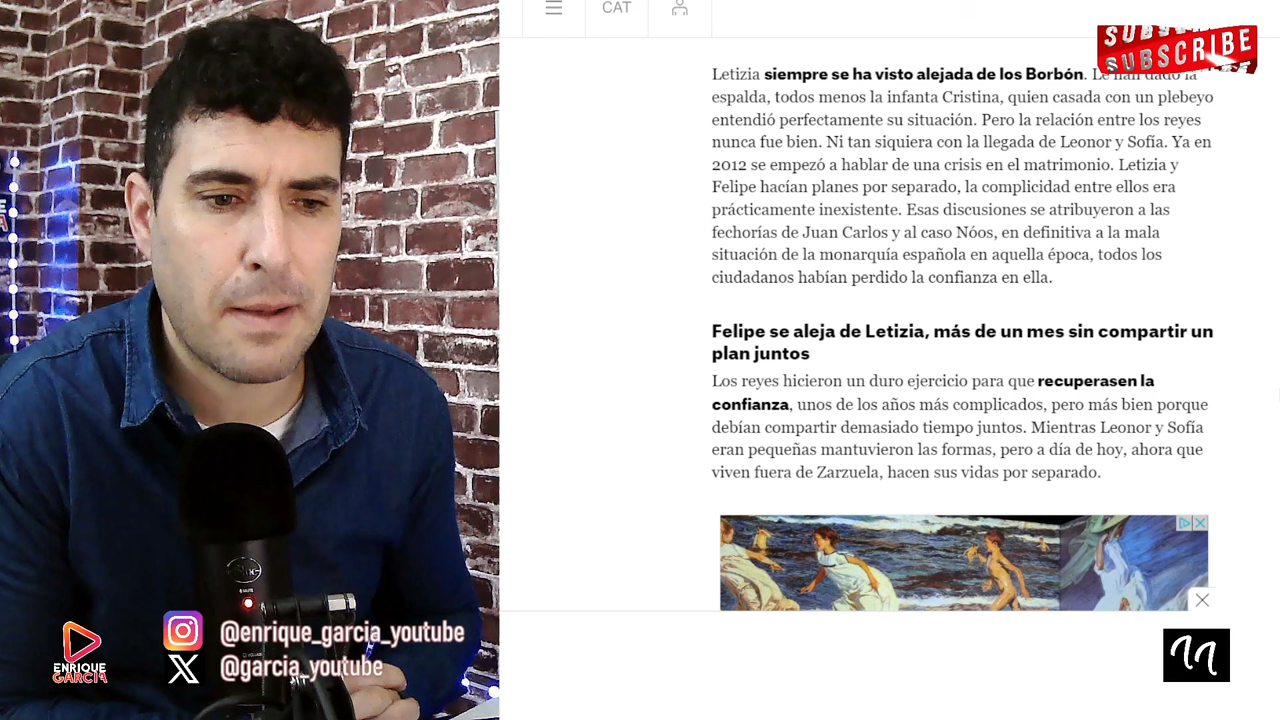 CAT
SUBSCRIBE
SUBSCRIBE
Letizia siempre se ha visto alejada de los Borbón. Le han dado la
espalda, todos menos la infanta Cristina, quien casada con un plebeyo
entendió perfectamente su situación. Pero la relación entre los reyes
nunca fue bien. Ni tan siquiera con la llegada de Leonor y Sofía. Ya en
2012 se empezó a hablar de una crisis en el matrimonio. Letizia y
Felipe hacían planes por separado, la complicidad entre ellos era
prácticamente inexistente. Esas discusiones se atribuyeron a las
fechorías de Juan Carlos y al caso Nóos, en definitiva a la mala
situación de la monarquía española en aquella época, todos los
ciudadanos habían perdido la confianza en ella.
Felipe se aleja de Letizia, más de un mes sin compartir un
plan juntos
Los reyes hicieron un duro ejercicio para que recuperasen la
confianza, unos de los años más complicados, pero más bien porque
debían compartir demasiado tiempo juntos. Mientras Leonor y Sofía
eran pequeñas mantuvieron las formas, pero a día de hoy, ahora que
viven fuera de Zarzuela, hacen sus vidas por separado.
ENRIQUE
GARCIA
@enrique_garcia_youtube
@garcia_youtube